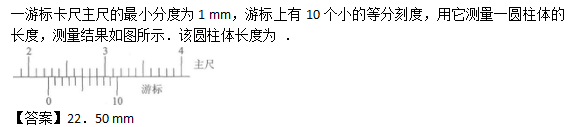 一游标卡尺主尺的最小分度为 1 mm，游标上有 10 个小的等分刻度，用它测量一圆柱体的
长度，测量结果如图所示．该圆柱体长度为 ．
2 3 4
主尺
0 10 游标
【答案】22．50 mm